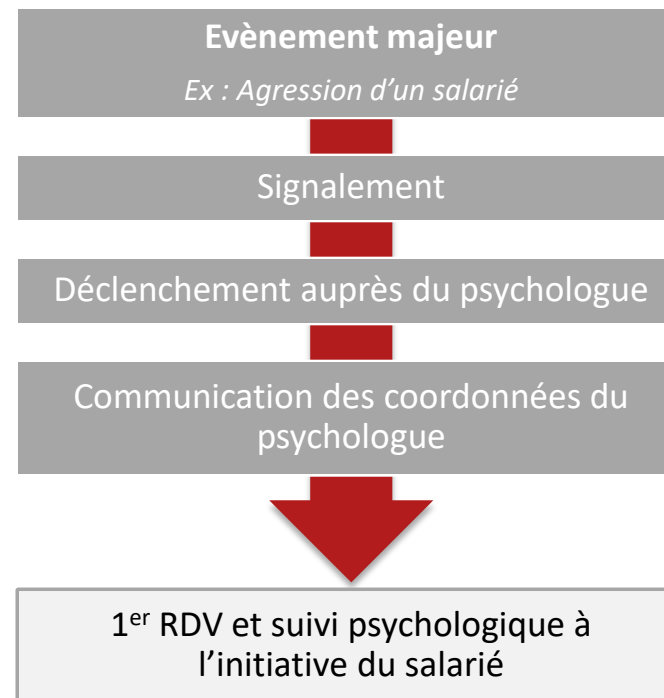 Evènement majeur
Ex : Agression d’un salarié
Signalement
Déclenchement auprès du psychologue
Communication des coordonnées du
psychologue
1er RDV et suivi psychologique à
l’initiative du salarié